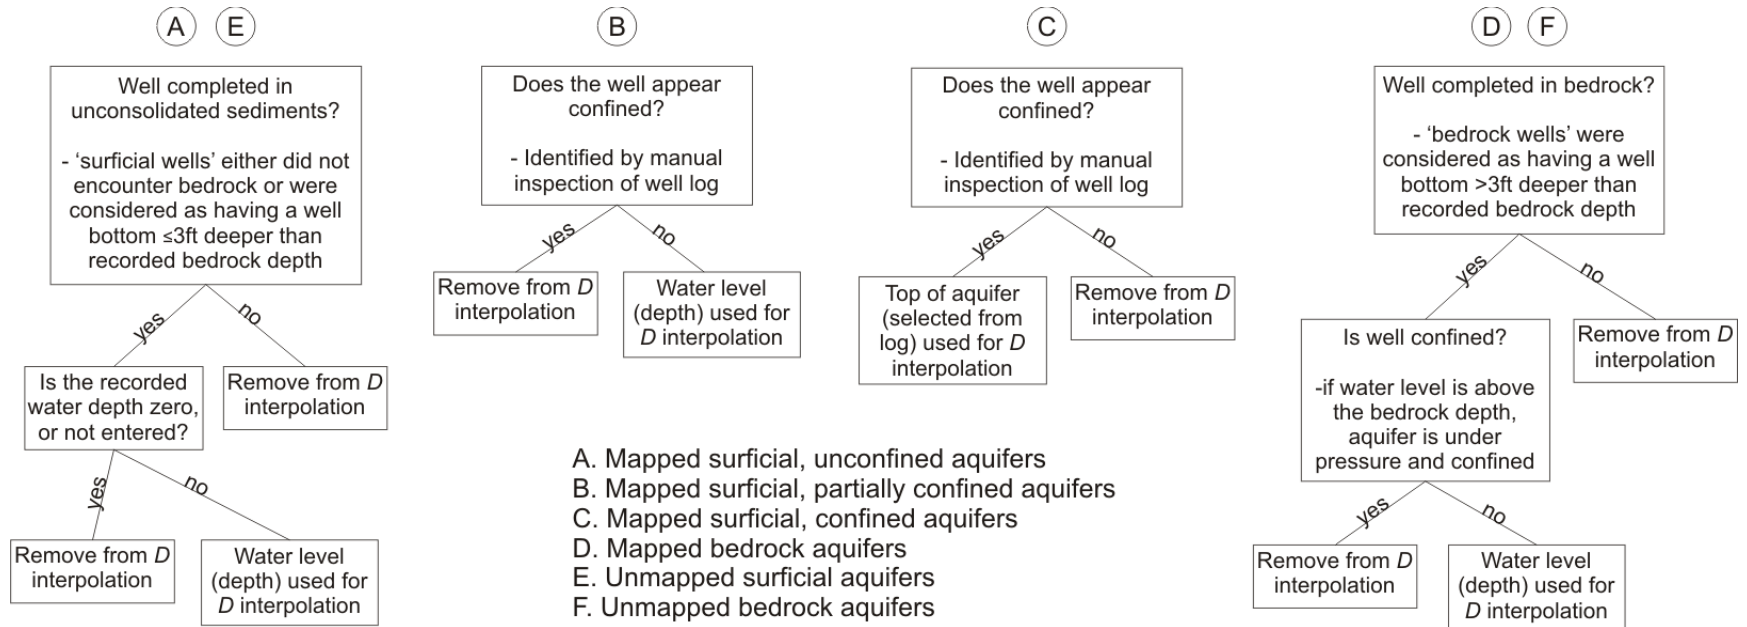 A E
Well completed in
unconsolidated sediments?
- ‘surficial wells’ either did not
encounter bedrock or were
considered as having a well
bottom ≤3ft deeper than
recorded bedrock depth
yes
no
Is the recorded
water depth zero,
or not entered?
Remove from D
interpolation
yes
no
Remove from D
interpolation
Water level
(depth) used for
D interpolation
B
Does the well appear
confined?
- Identified by manual
inspection of well log
yes
no
Remove from D
interpolation
Water level
(depth) used for
D interpolation
C
Does the well appear
confined?
- Identified by manual
inspection of well log
yes
no
Top of aquifer
(selected from
log) used for D
interpolation
Remove from D
interpolation
D F
Well completed in bedrock?
- ‘bedrock wells’ were
considered as having a well
bottom >3ft deeper than
recorded bedrock depth
yes
no
Is well confined?
-if water level is above
the bedrock depth,
aquifer is under
pressure and confined
Remove from D
interpolation
yes
no
Remove from D
interpolation
Water level
(depth) used for
D interpolation
A. Mapped surficial, unconfined aquifers
B. Mapped surficial, partially confined aquifers
C. Mapped surficial, confined aquifers
D. Mapped bedrock aquifers
E. Unmapped surficial aquifers
F. Unmapped bedrock aquifers